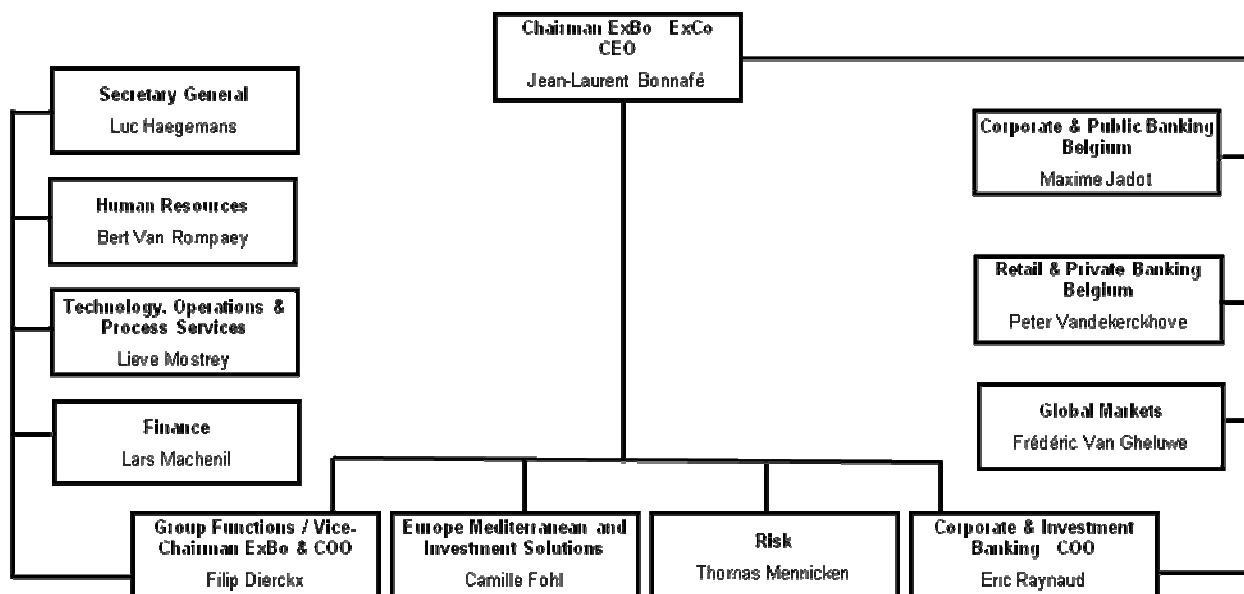 Chairman ExBo ExCo
CEO
Jean-Laurent Bonnafé
Secretary General
Luc Haegemans
Human Resources
Bert Van Rompaey
Technology, Operations &
Process Services
Lieve Mostrey
Finance
Lars Machenil
Corporate & Public Banking
Belgium
Maxime Jadot
Retail & Private Banking
Belgium
Peter Vandekerckhove
Global Markets
Frédéric Van Gheluwe
Group Functions / Vice-
Chairman ExBo & COO
Filip Dierckx
Europe Mediterranean and
Investment Solutions
Camille Fohl
Risk
Thomas Mennicken
Corporate & Investment
Banking COO
Eric Raynaud